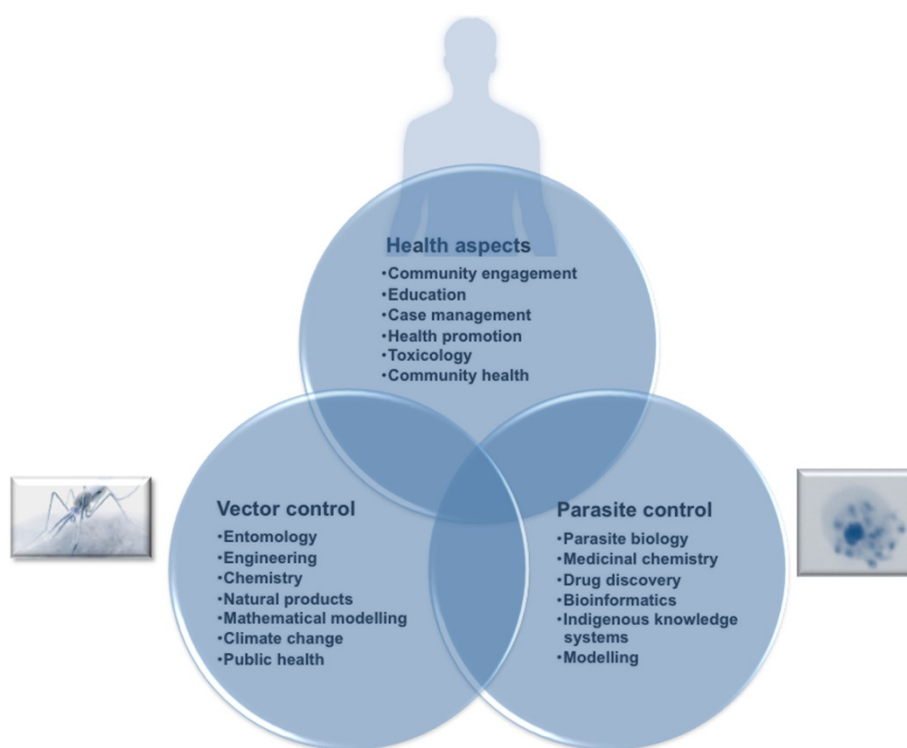 Health aspects
•Community engagement
•Education
•Case management
•Health promotion
•Toxicology
•Community health
Vector control
•Entomology
•Engineering
•Chemistry
•Natural products
•Mathematical modelling
•Climate change
•Public health
Parasite control
•Parasite biology
•Medicinal chemistry
•Drug discovery
•Bioinformatics
•Indigenous knowledge
systems
•Modelling